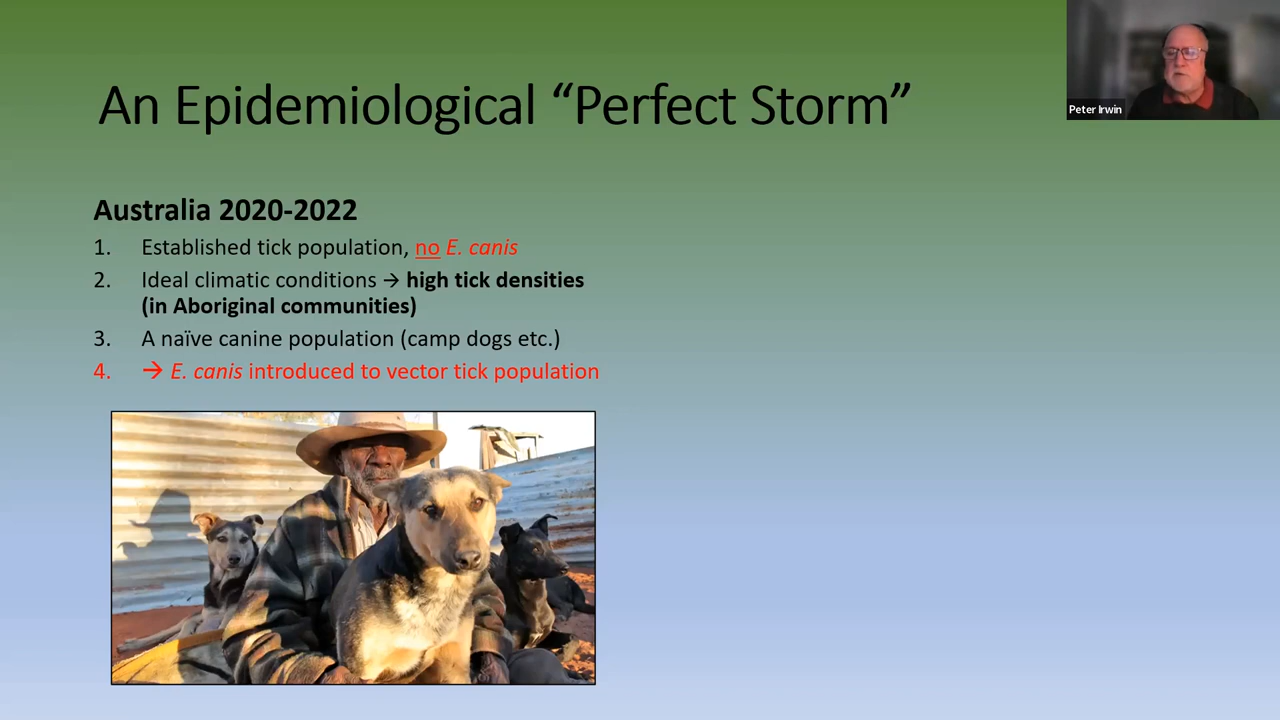 An Epidemiological “Perfect Storm”
Peter Irwin
Australia 2020-2022
1. Established tick population, no E. canis
2. Ideal climatic conditions → high tick densities
(in Aboriginal communities)
3. A naïve canine population (camp dogs etc.)
4. → E. canis introduced to vector tick population